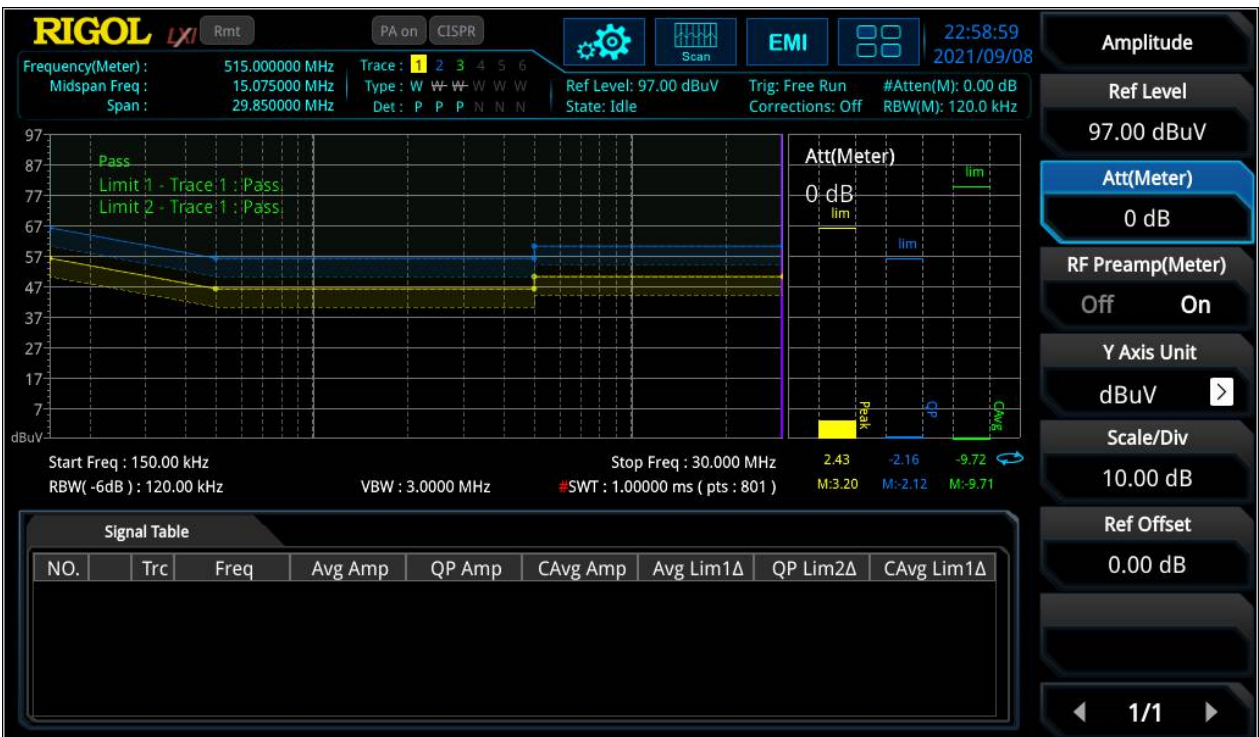 RIGOL LXI Rmt PA on CISPR
Scan EMI 22:58:59
2021/09/08
Frequency(Meter) : 515.000000 MHz
Midspan Freq : 15.075000 MHz
Span : 29.850000 MHz
Trace : 1 2 3 4 5 6
Type : W W W W W W
Det : P P P N N N
Ref Level: 97.00 dBuV Trig: Free Run #Atten(M): 0.00 dB
State: Idle Corrections: Off RBW(M): 120.0 kHz
97
87
77
67
57
47
37
27
17
7
dBuV
Pass
Limit 1 - Trace 1 : Pass.
Limit 2 - Trace 1 : Pass.
Att(Meter)
0 dB
lim
lim
lim
Peak
QP
CAvg
2.43 -2.16 -9.72
M:3.20 M:-2.12 M:-9.71
Start Freq : 150.00 kHz Stop Freq : 30.000 MHz
RBW( -6dB ) : 120.00 kHz VBW : 3.0000 MHz #SWT : 1.00000 ms ( pts : 801 )
Signal Table
NO. Trc Freq Avg Amp QP Amp CAvg Amp Avg Lim1Δ QP Lim2Δ CAvg Lim1Δ
Amplitude
Ref Level
97.00 dBuV
Att(Meter)
0 dB
RF Preamp(Meter)
Off On
Y Axis Unit
dBuV >
Scale/Div
10.00 dB
Ref Offset
0.00 dB
1/1